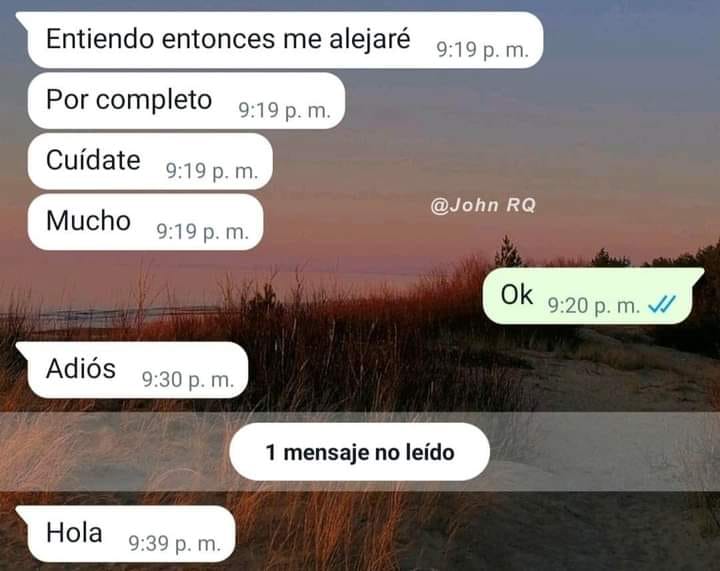 Entiendo entonces me alejaré 9:19 p. m.
Por completo 9:19 p. m.
Cuídate 9:19 p. m.
Mucho 9:19 p. m.
@John RQ
Ok 9:20 p. m.
Adiós 9:30 p. m.
1 mensaje no leído
Hola 9:39 p. m.